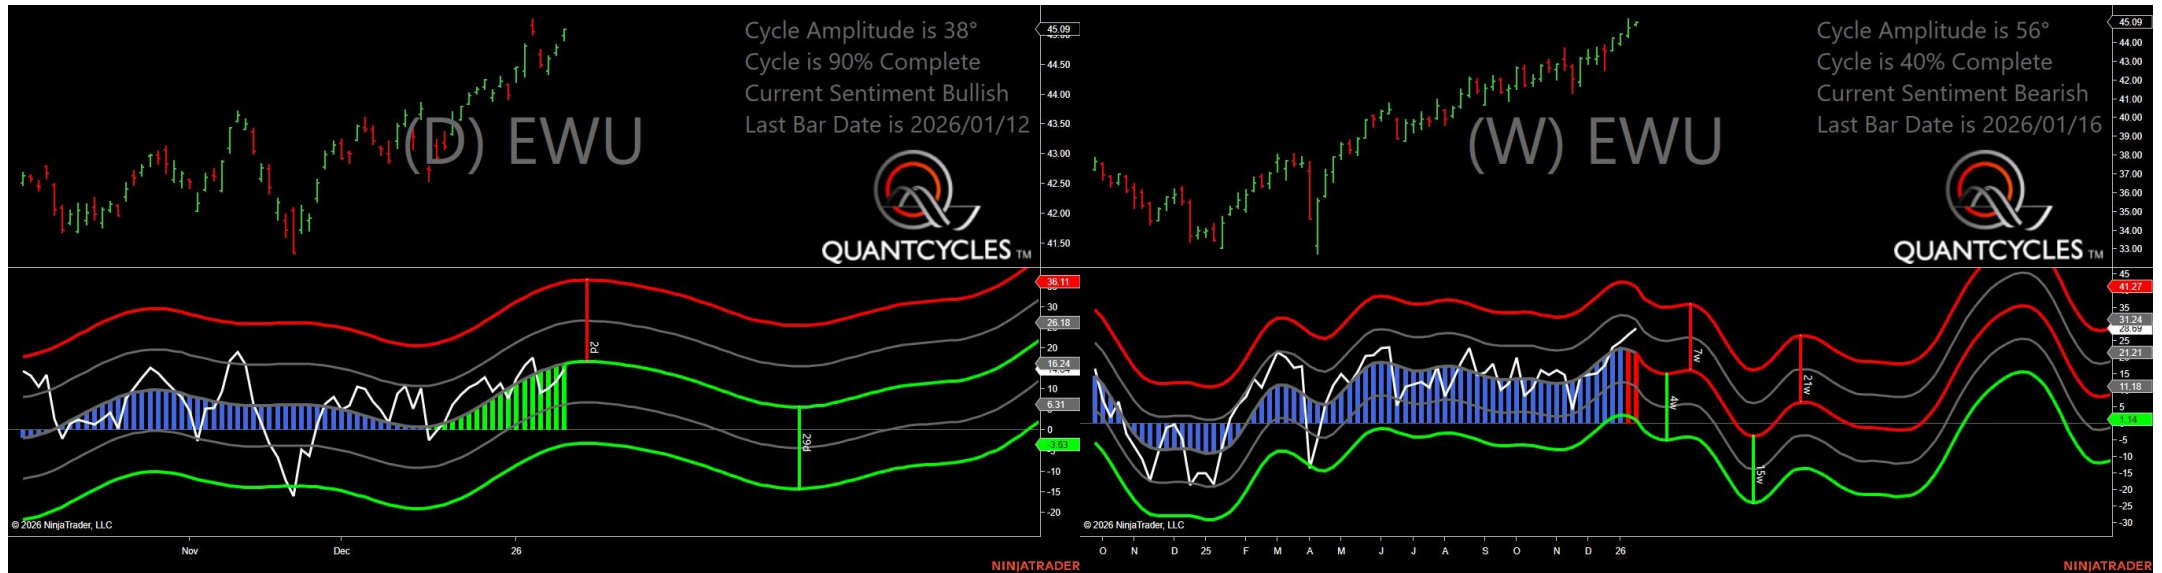 Cycle Amplitude is 38°
Cycle is 90% Complete
Current Sentiment Bullish
Last Bar Date is 2026/01/12
(D) EWU
QUANTCYCLES TM
45.09
44.50
44.00
43.50
43.00
42.50
42.00
41.50
36.11
30
26.18
20
16.24
10
6.31
0
-3.63
-10
-15
-20
2d
29d
© 2026 NinjaTrader, LLC
Nov
Dec
26
NINJATRADER
Cycle Amplitude is 56°
Cycle is 40% Complete
Current Sentiment Bearish
Last Bar Date is 2026/01/16
(W) EWU
QUANTCYCLES TM
45.09
44.00
43.00
42.00
41.00
40.00
39.00
38.00
37.00
36.00
35.00
34.00
33.00
45
41.27
35
31.24
28.69
25
21.21
15
11.18
5
1.14
-5
-10
-15
-20
-25
-30
7w
4w
21w
15w
© 2026 NinjaTrader, LLC
O N D 25 F M A M J J A S O N D 26
NINJATRADER